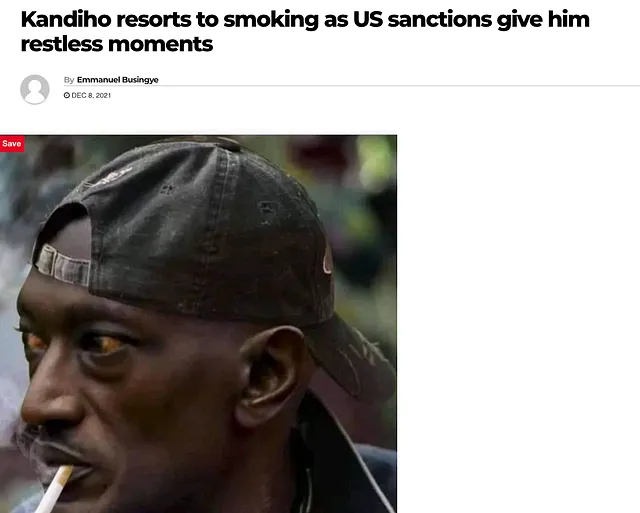 Kandiho resorts to smoking as US sanctions give him
restless moments
By Emmanuel Busingye
DEC 8, 2021
Save